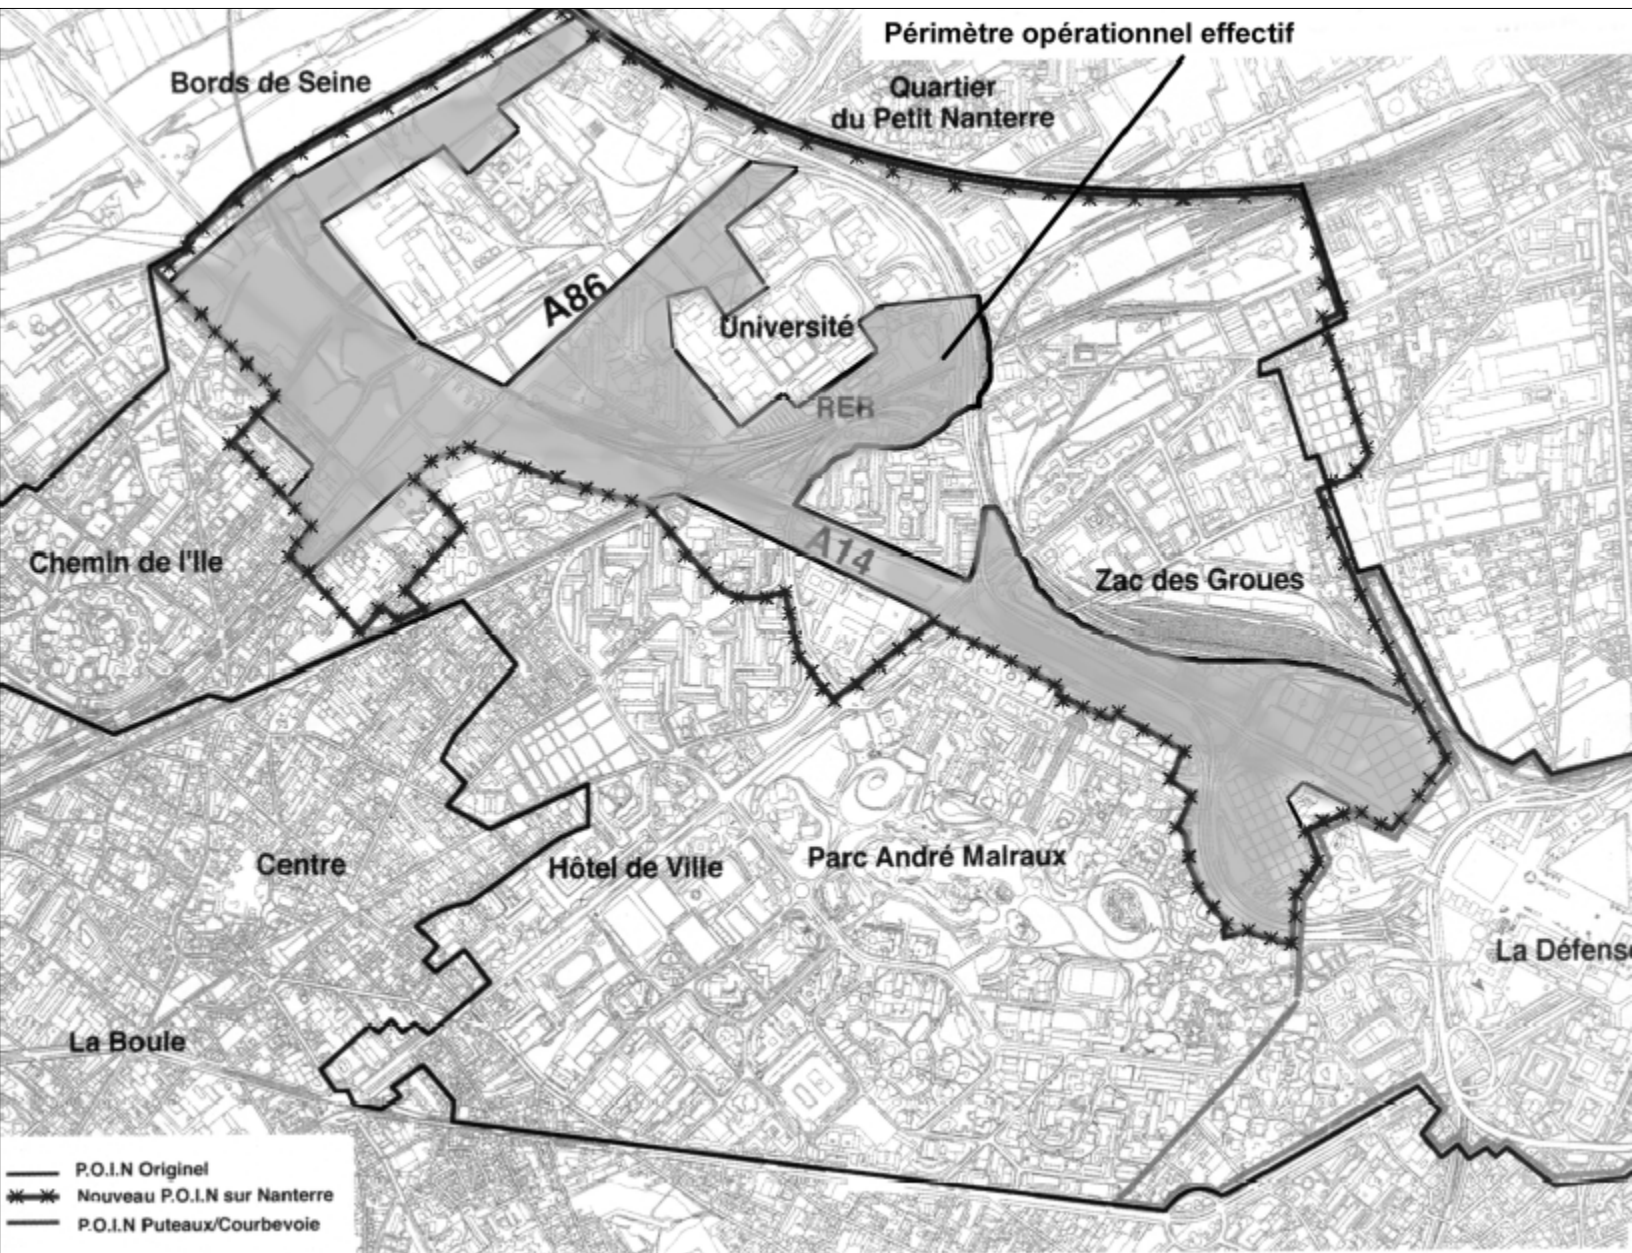 Périmètre opérationnel effectif
Bords de Seine
Quartier
du Petit Nanterre
A86
Université
RER
A14
Chemin de l'Ile
Zac des Groues
Centre
Hôtel de Ville
Parc André Malraux
La Défense
La Boule
P.O.I.N Originel
Nouveau P.O.I.N sur Nanterre
P.O.I.N Puteaux/Courbevoie